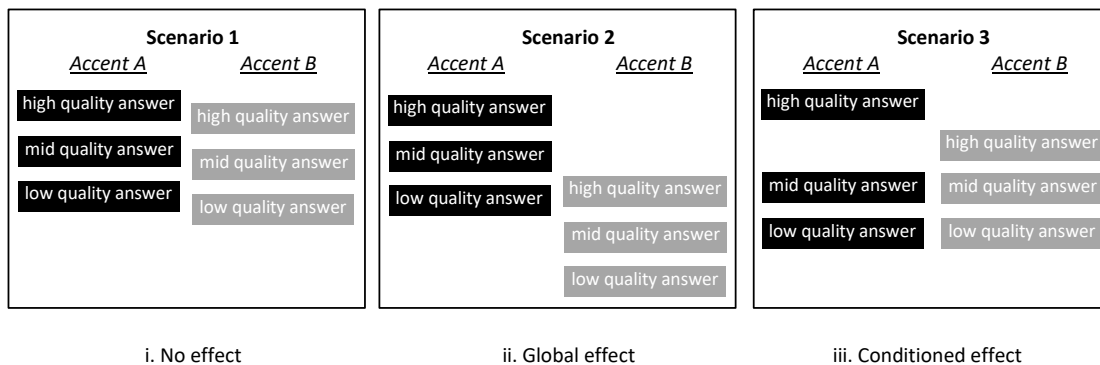 Scenario 1
Accent A
Accent B
high quality answer
high quality answer
mid quality answer
mid quality answer
low quality answer
low quality answer
i. No effect
Scenario 2
Accent A
Accent B
high quality answer
mid quality answer
low quality answer
high quality answer
mid quality answer
low quality answer
ii. Global effect
Scenario 3
Accent A
Accent B
high quality answer
high quality answer
mid quality answer
mid quality answer
low quality answer
low quality answer
iii. Conditioned effect